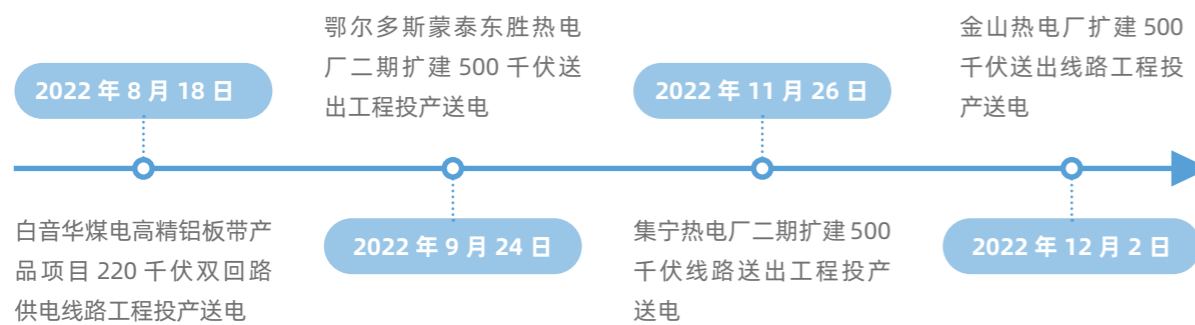 2022 年 8 月 18 日
白音华煤电高精铝板带产
品项目 220 千伏双回路
供电线路工程投产送电
鄂尔多斯蒙泰东胜热电
厂二期扩建 500 千伏送
出工程投产送电
2022 年 9 月 24 日
2022 年 11 月 26 日
集宁热电厂二期扩建 500
千伏线路送出工程投产
送电
金山热电厂扩建 500
千伏送出线路工程投
产送电
2022 年 12 月 2 日